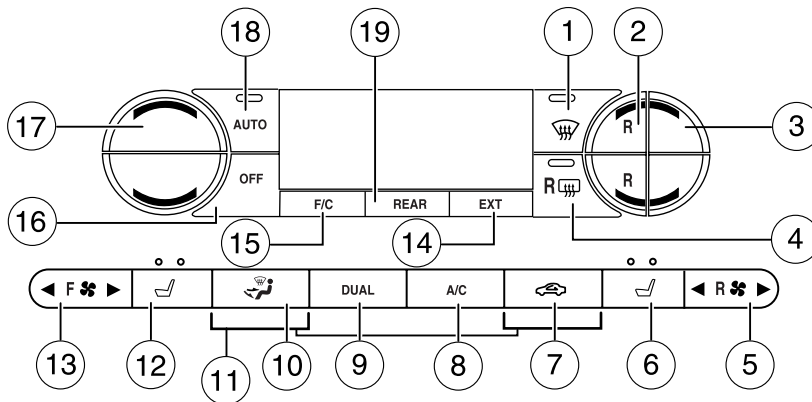 18 19 1 2
17 AUTO R 3
OFF R R
16 F/C REAR EXT 4
15 14
F DUAL A/C R
13 12 11 10 9 8 7 6 5